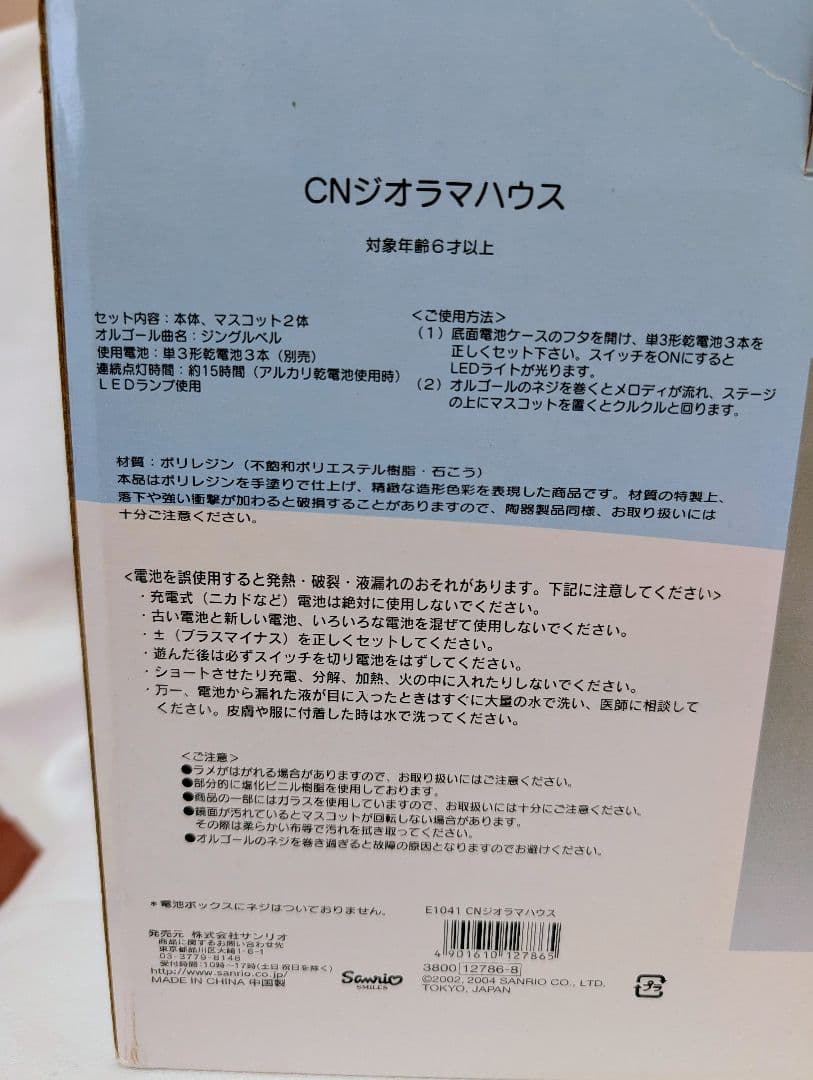 CNジオラマハウス
対象年齢6才以上
セット内容：本体、マスコット2体
オルゴール曲名：ジングルベル
使用電池：単3形乾電池3本（別売）
連続点灯時間：約15時間（アルカリ乾電池使用時）
LEDランプ使用
＜ご使用方法＞
（1）底面電池ケースのフタを開け、単3形乾電池3本を
正しくセット下さい。スイッチをONにすると
LEDライトが光ります。
（2）オルゴールのネジを巻くとメロディが流れ、ステージ
の上にマスコットを置くとクルクルと回ります。
材質：ポリレジン（不飽和ポリエステル樹脂・石こう）
本品はポリレジンを手塗りで仕上げ、精緻な造形色彩を表現した商品です。材質の特製上、
落下や強い衝撃が加わると破損することがありますので、陶器製品同様、お取り扱いには
十分ご注意ください。
＜電池を誤使用すると発熱・破裂・液漏れのおそれがあります。下記に注意してください＞
・充電式（ニカドなど）電池は絶対に使用しないでください。
・古い電池と新しい電池、いろいろな電池を混ぜて使用しないでください。
・±（プラスマイナス）を正しくセットしてください。
・遊んだ後は必ずスイッチを切り電池をはずしてください。
・ショートさせたり充電、分解、加熱、火の中に入れたりしないでください。
・万一、電池から漏れた液が目に入ったときはすぐに大量の水で洗い、医師に相談して
ください。皮膚や服に付着した時は水で洗ってください。
＜ご注意＞
●ラメがはがれる場合がありますので、お取り扱いにはご注意ください。
●部分的に塩化ビニル樹脂を使用しております。
●商品の一部にはガラスを使用していますので、お取扱いには十分にご注意ください。
●鏡面が汚れているとマスコットが回転しない場合があります。
その際は柔らかい布等で汚れを拭き取ってください。
●オルゴールのネジを巻き過ぎると故障の原因となりますのでお避けください。
＊電池ボックスにネジはついておりません。
発売元 株式会社サンリオ
商品に関するお問い合わせ先
東京都品川区大崎1-6-1
03-3779-8148
受付時間：10時～17時（土日祝日を除く）
http://www.sanrio.co.jp/
MADE IN CHINA 中国製
Sanrio
SMILES
E1041 CNジオラマハウス
4 901610 127865
3800 12786-8
©2002, 2004 SANRIO CO., LTD.
TOKYO, JAPAN
プラ